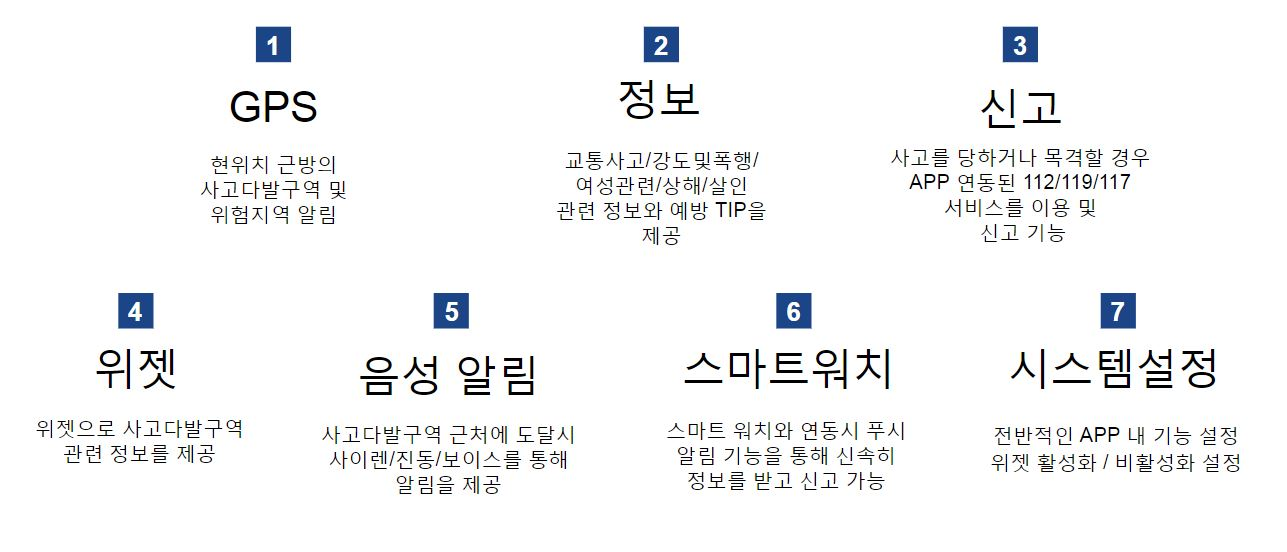 1
GPS
현위치 근방의
사고다발구역 및
위험지역 알림
2
정보
교통사고/강도및폭행/
여성관련/상해/살인
관련 정보와 예방 TIP을
제공
3
신고
사고를 당하거나 목격할 경우
APP 연동된 112/119/117
서비스를 이용 및
신고 기능
4
위젯
위젯으로 사고다발구역
관련 정보를 제공
5
음성 알림
사고다발구역 근처에 도달시
사이렌/진동/보이스를 통해
알림을 제공
6
스마트워치
스마트 워치와 연동시 푸시
알림 기능을 통해 신속히
정보를 받고 신고 가능
7
시스템설정
전반적인 APP 내 기능 설정
위젯 활성화 / 비활성화 설정